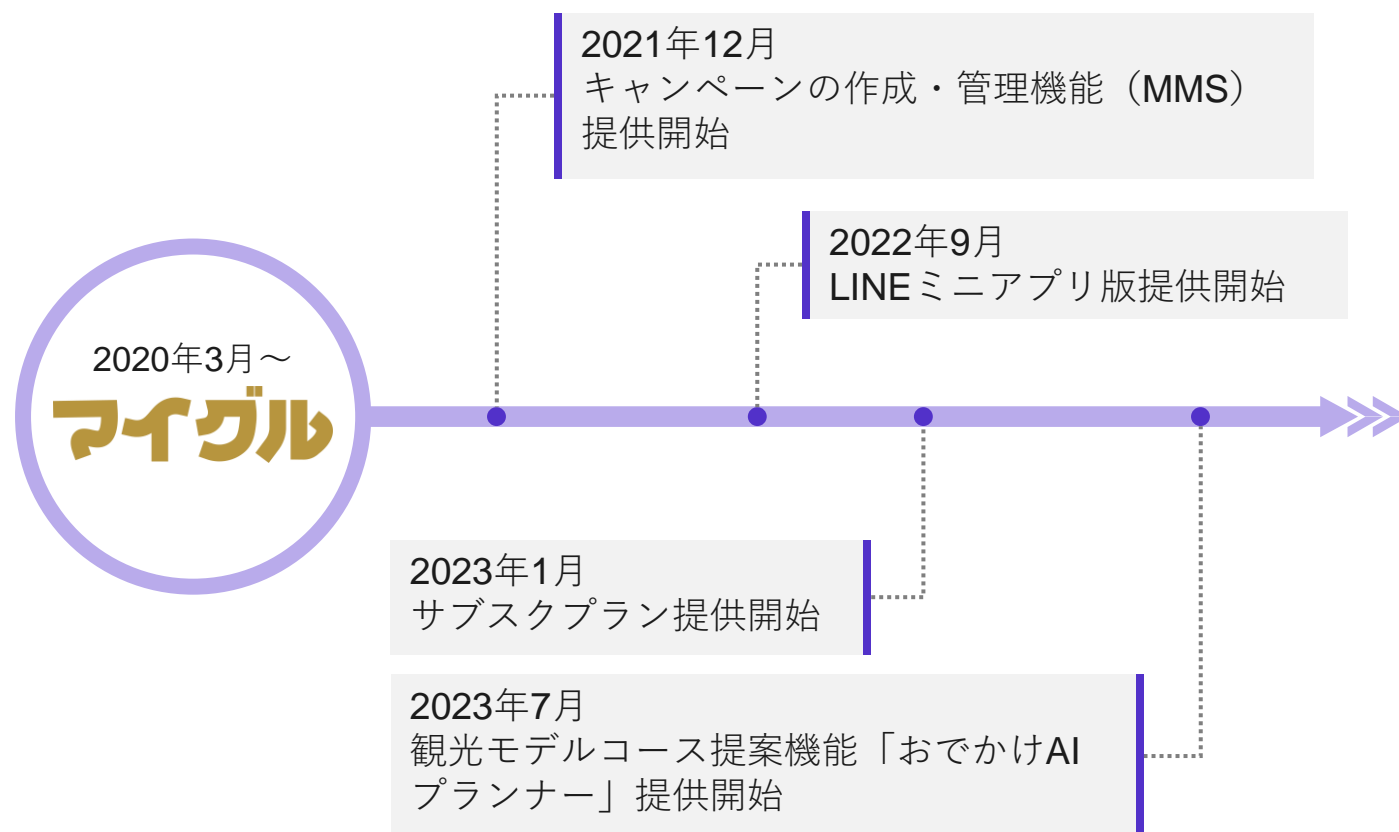 2021年12月
キャンペーンの作成・管理機能（MMS）
提供開始
2022年9月
LINEミニアプリ版提供開始
2020年3月～
マイグル
2023年1月
サブスクプラン提供開始
2023年7月
観光モデルコース提案機能「おでかけAI
プランナー」提供開始